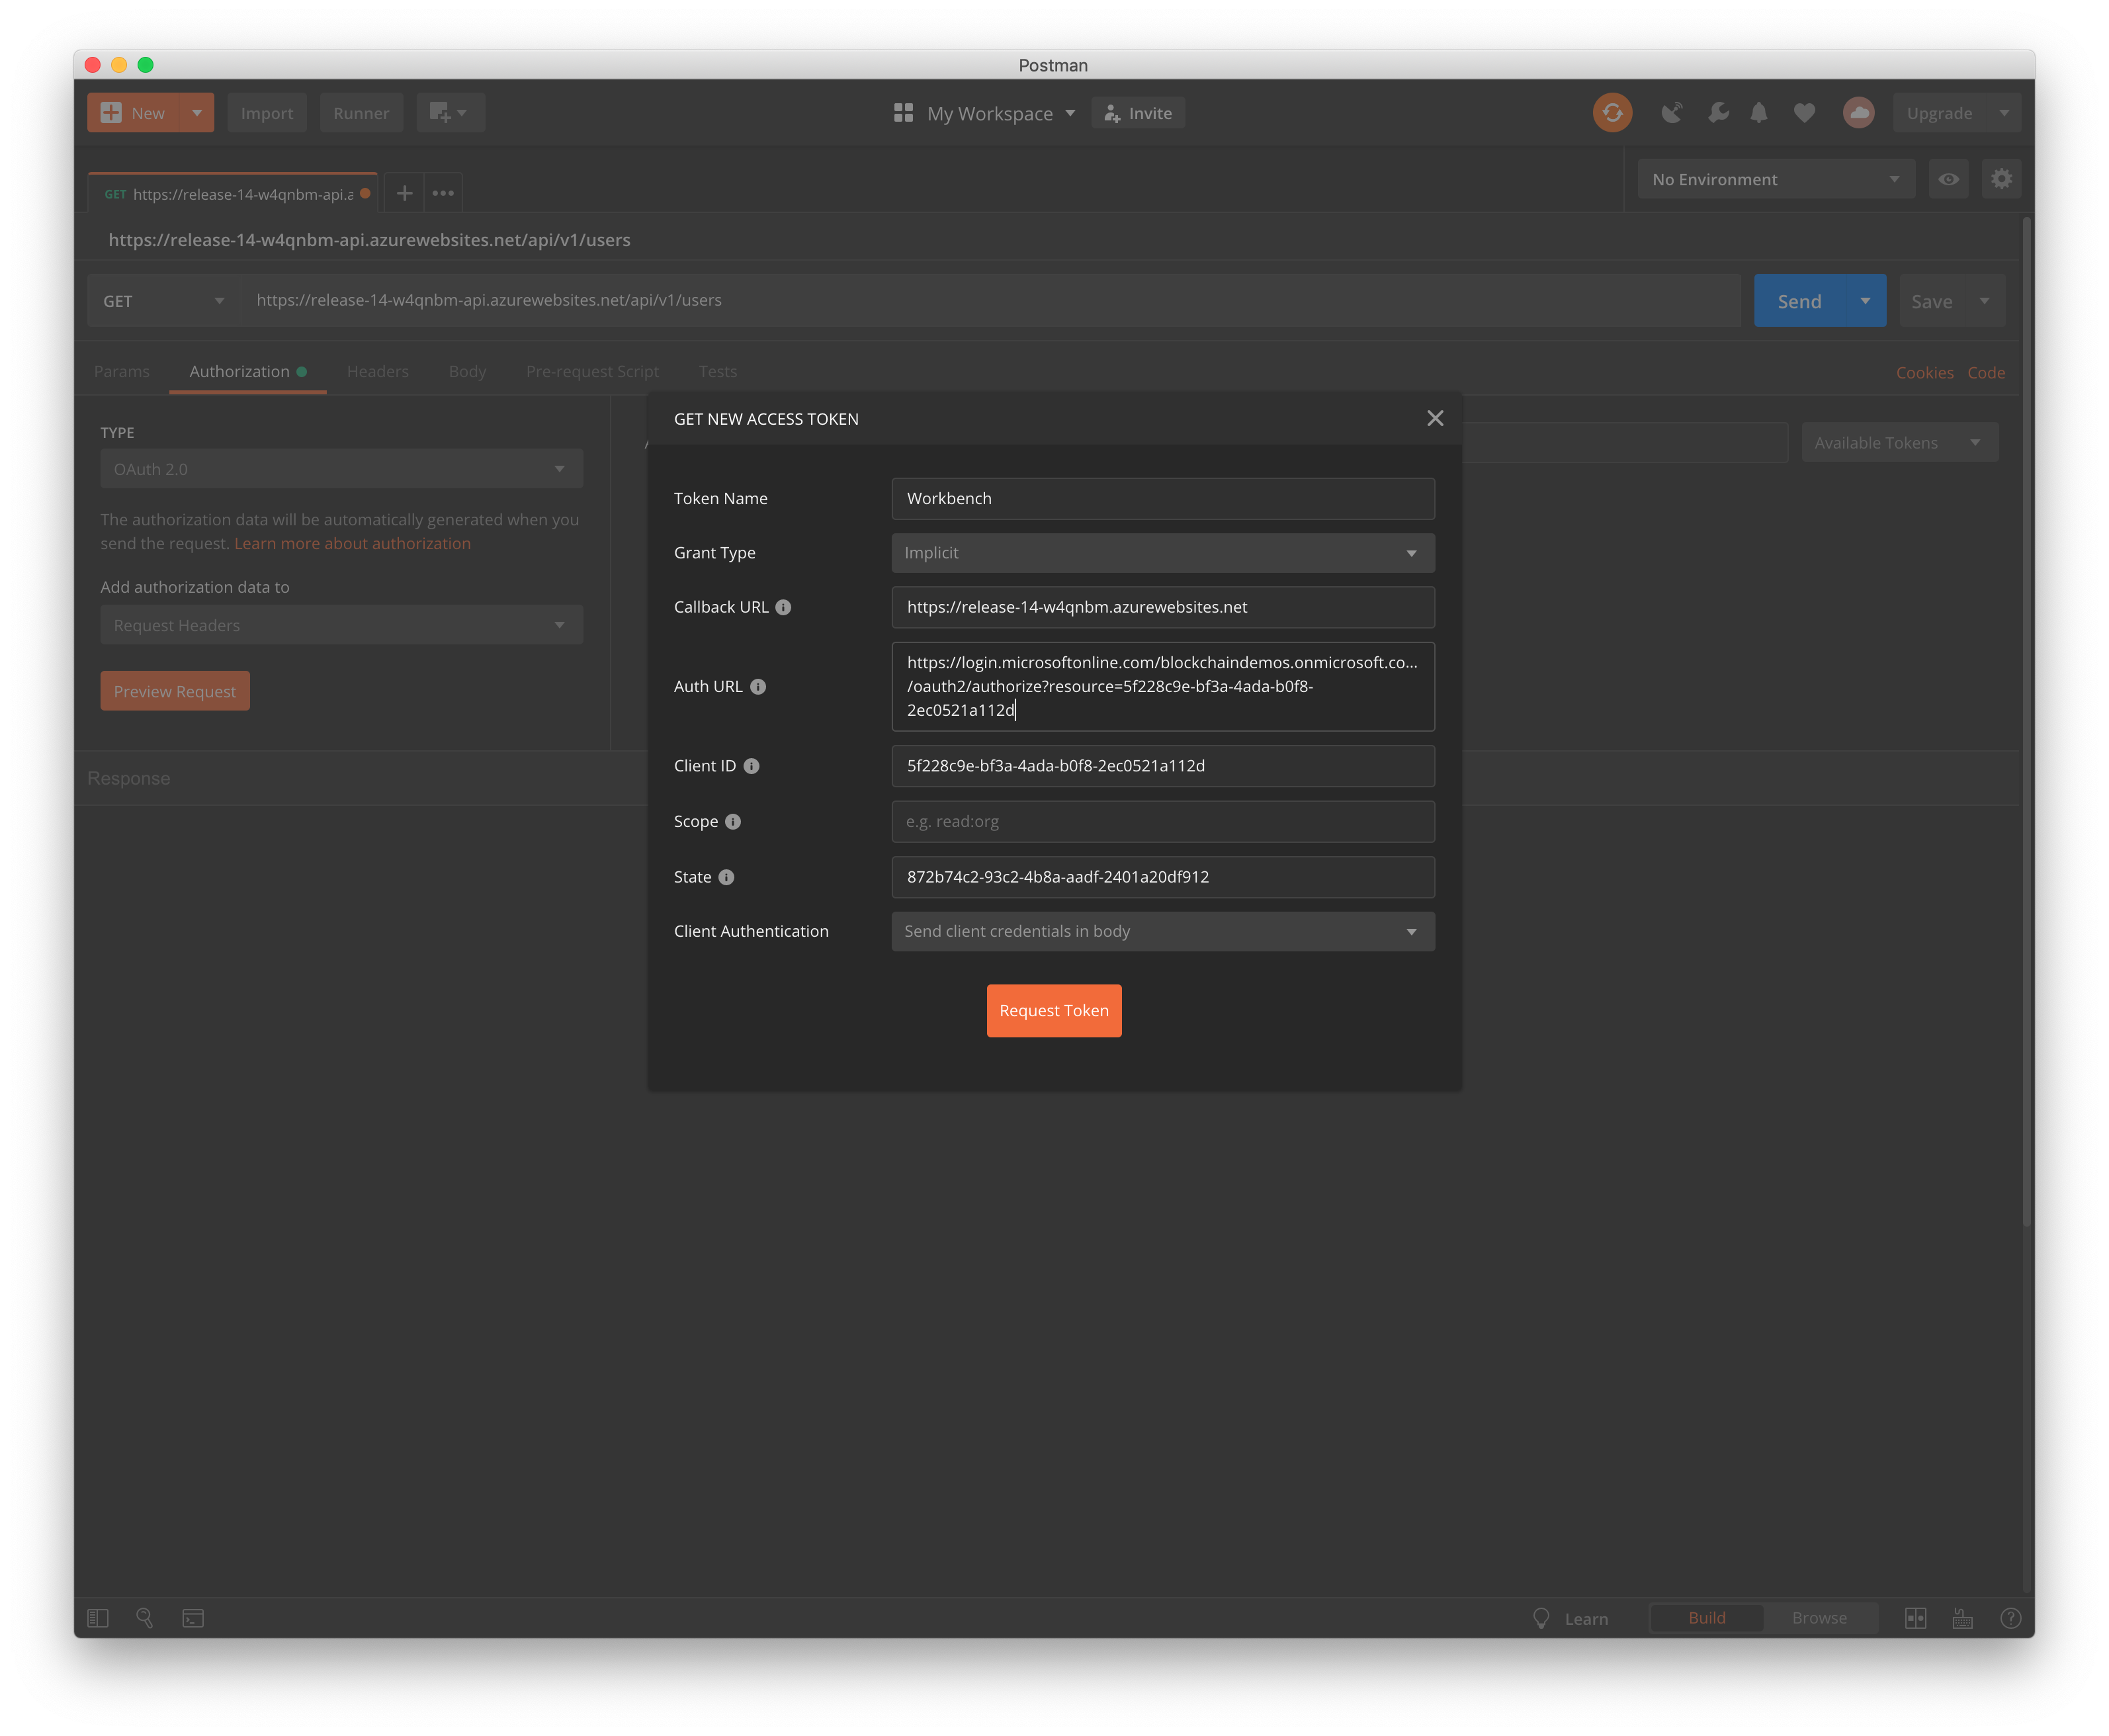 Postman
New
Import
Runner
My Workspace
Invite
Upgrade
GET https://release-14-w4qnbm-api.a
No Environment
https://release-14-w4qnbm-api.azurewebsites.net/api/v1/users
GET
https://release-14-w4qnbm-api.azurewebsites.net/api/v1/users
Send
Save
Params
Authorization
Headers
Body
Pre-request Script
Tests
Cookies
Code
TYPE
OAuth 2.0
The authorization data will be automatically generated when you
send the request. Learn more about authorization
Add authorization data to
Request Headers
Preview Request
Available Tokens
Response
GET NEW ACCESS TOKEN
Token Name
Workbench
Grant Type
Implicit
Callback URL
https://release-14-w4qnbm.azurewebsites.net
Auth URL
https://login.microsoftonline.com/blockchaindemos.onmicrosoft.co...
/oauth2/authorize?resource=5f228c9e-bf3a-4ada-b0f8-
2ec0521a112d
Client ID
5f228c9e-bf3a-4ada-b0f8-2ec0521a112d
Scope
e.g. read:org
State
872b74c2-93c2-4b8a-aadf-2401a20df912
Client Authentication
Send client credentials in body
Request Token
Learn
Build
Browse